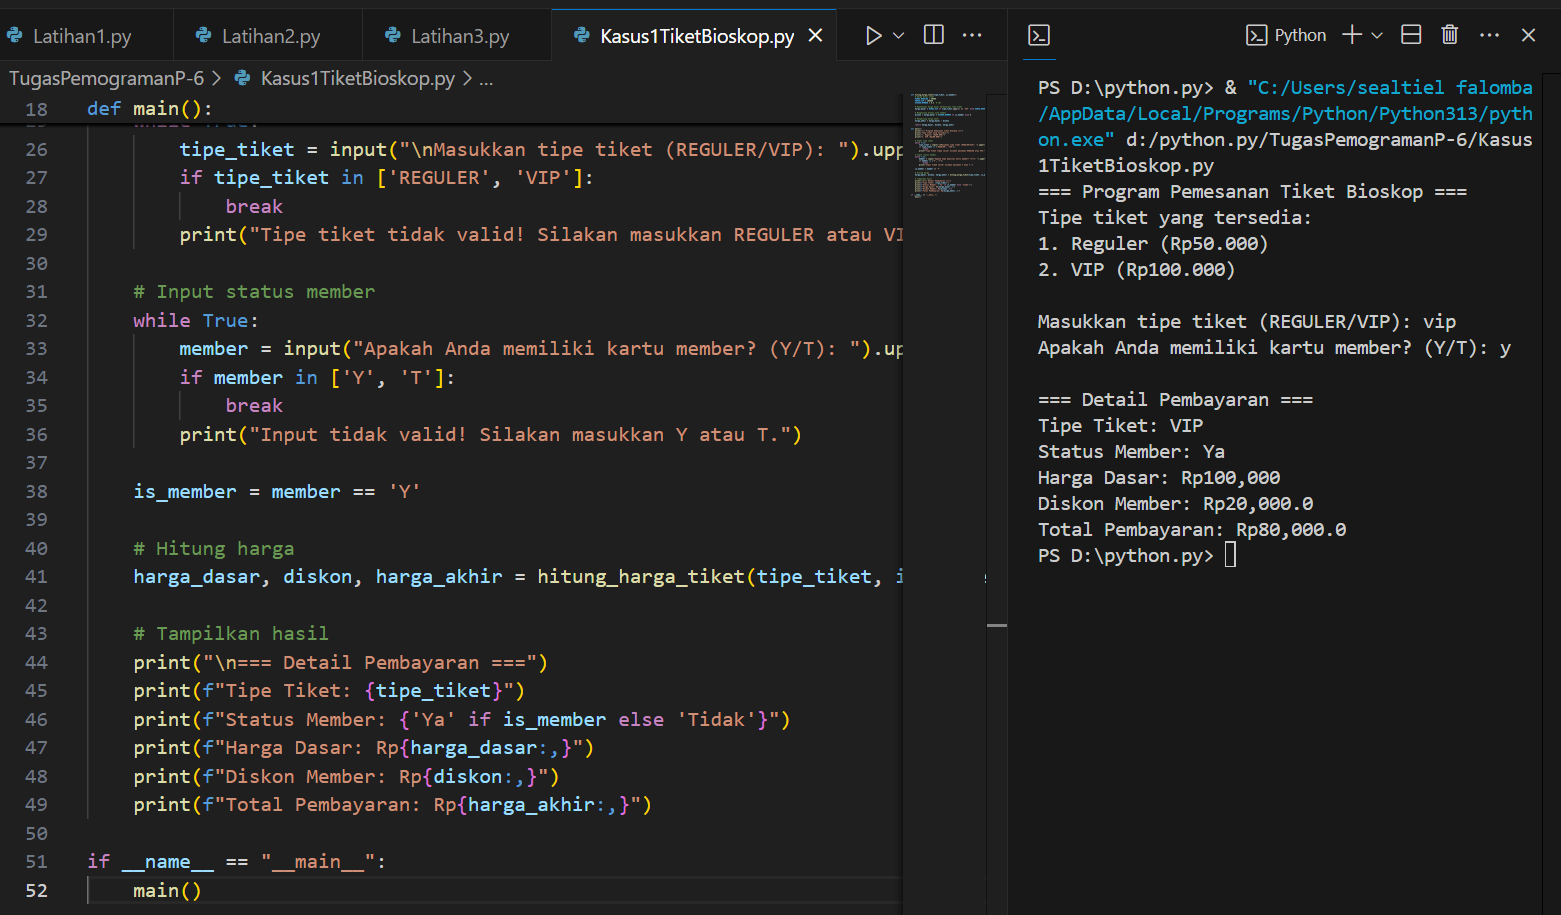 Latihan1.py Latihan2.py Latihan3.py Kasus1TiketBioskop.py
TugasPemogramanP-6 > Kasus1TiketBioskop.py > ...
18 def main():
26 tipe_tiket = input("\nMasukkan tipe tiket (REGULER/VIP): ").upp
27 if tipe_tiket in ['REGULER', 'VIP']:
28 break
29 print("Tipe tiket tidak valid! Silakan masukkan REGULER atau VI
30
31 # Input status member
32 while True:
33 member = input("Apakah Anda memiliki kartu member? (Y/T): ").up
34 if member in ['Y', 'T']:
35 break
36 print("Input tidak valid! Silakan masukkan Y atau T.")
37
38 is_member = member == 'Y'
39
40 # Hitung harga
41 harga_dasar, diskon, harga_akhir = hitung_harga_tiket(tipe_tiket, i
42
43 # Tampilkan hasil
44 print("\n=== Detail Pembayaran ===")
45 print(f"Tipe Tiket: {tipe_tiket}")
46 print(f"Status Member: {'Ya' if is_member else 'Tidak'}")
47 print(f"Harga Dasar: Rp{harga_dasar:,}")
48 print(f"Diskon Member: Rp{diskon:,}")
49 print(f"Total Pembayaran: Rp{harga_akhir:,}")
50
51 if __name__ == "__main__":
52 main()
Python
PS D:\python.py> & "C:/Users/sealtiel falomba
/AppData/Local/Programs/Python/Python313/pyth
on.exe" d:/python.py/TugasPemogramanP-6/Kasus
1TiketBioskop.py
=== Program Pemesanan Tiket Bioskop ===
Tipe tiket yang tersedia:
1. Reguler (Rp50.000)
2. VIP (Rp100.000)
Masukkan tipe tiket (REGULER/VIP): vip
Apakah Anda memiliki kartu member? (Y/T): y
=== Detail Pembayaran ===
Tipe Tiket: VIP
Status Member: Ya
Harga Dasar: Rp100,000
Diskon Member: Rp20,000.0
Total Pembayaran: Rp80,000.0
PS D:\python.py>